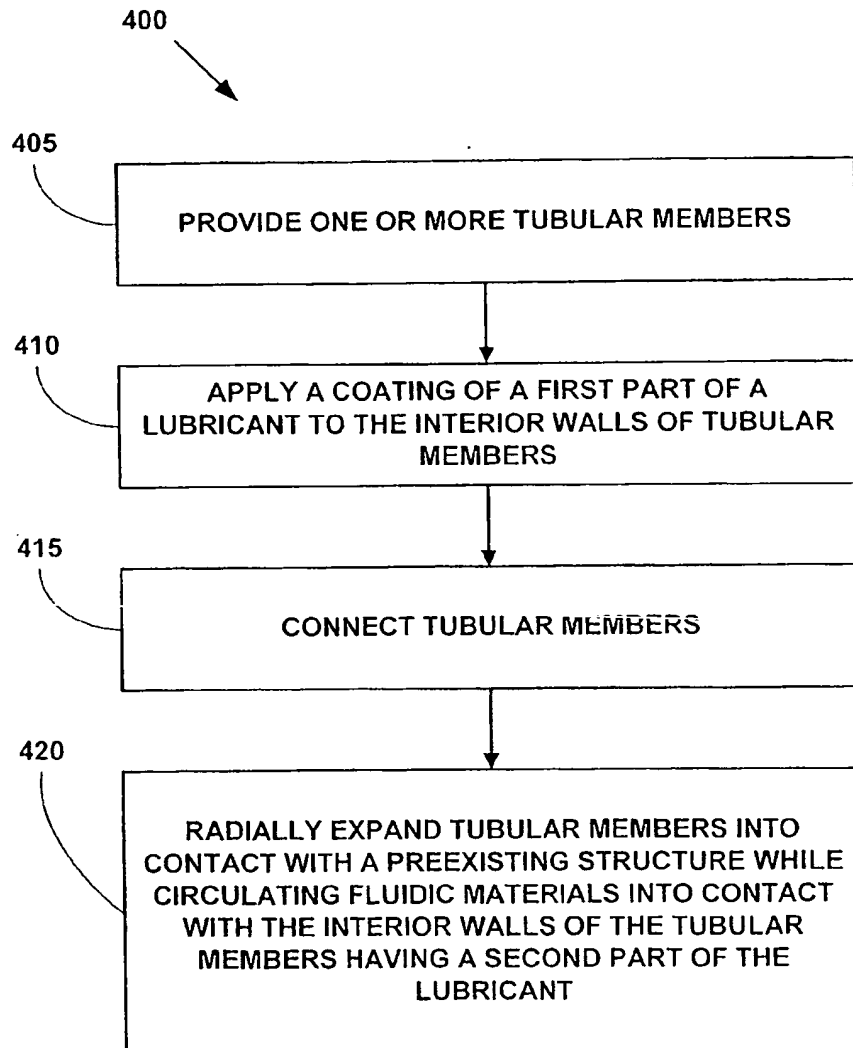 400
405
PROVIDE ONE OR MORE TUBULAR MEMBERS
410
APPLY A COATING OF A FIRST PART OF A
LUBRICANT TO THE INTERIOR WALLS OF TUBULAR
MEMBERS
415
CONNECT TUBULAR MEMBERS
420
RADIALLY EXPAND TUBULAR MEMBERS INTO
CONTACT WITH A PREEXISTING STRUCTURE WHILE
CIRCULATING FLUIDIC MATERIALS INTO CONTACT
WITH THE INTERIOR WALLS OF THE TUBULAR
MEMBERS HAVING A SECOND PART OF THE
LUBRICANT